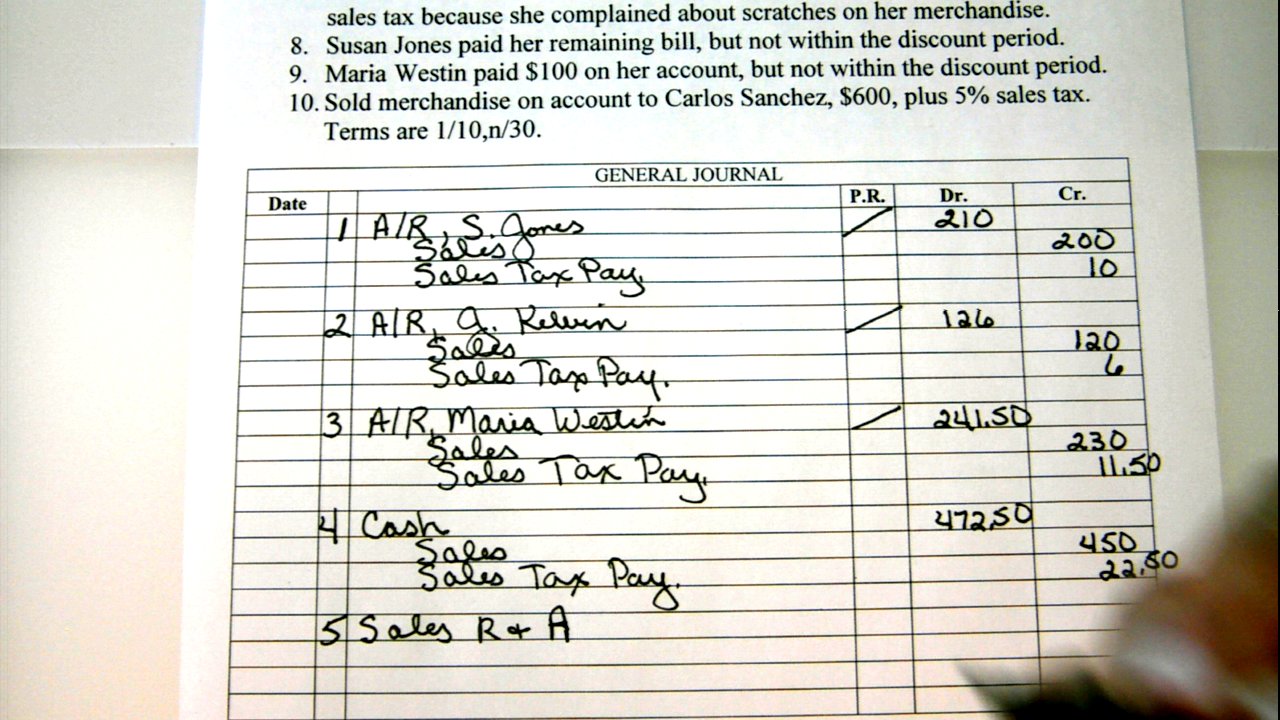 sales tax because she complained about scratches on her merchandise.
8. Susan Jones paid her remaining bill, but not within the discount period.
9. Maria Westin paid $100 on her account, but not within the discount period.
10. Sold merchandise on account to Carlos Sanchez, $600, plus 5% sales tax.
Terms are 1/10,n/30.
GENERAL JOURNAL
Date P.R. Dr. Cr.
1 A/R, S. Jones 210
Sales 200
Sales Tax Pay. 10
2 A/R, J. Kelvin 126
Sales 120
Sales Tax Pay. 6
3 A/R, Maria Westin 241.50
Sales 230
Sales Tax Pay. 11.50
4 Cash 472.50
Sales 450
Sales Tax Pay. 22.50
5 Sales R + A